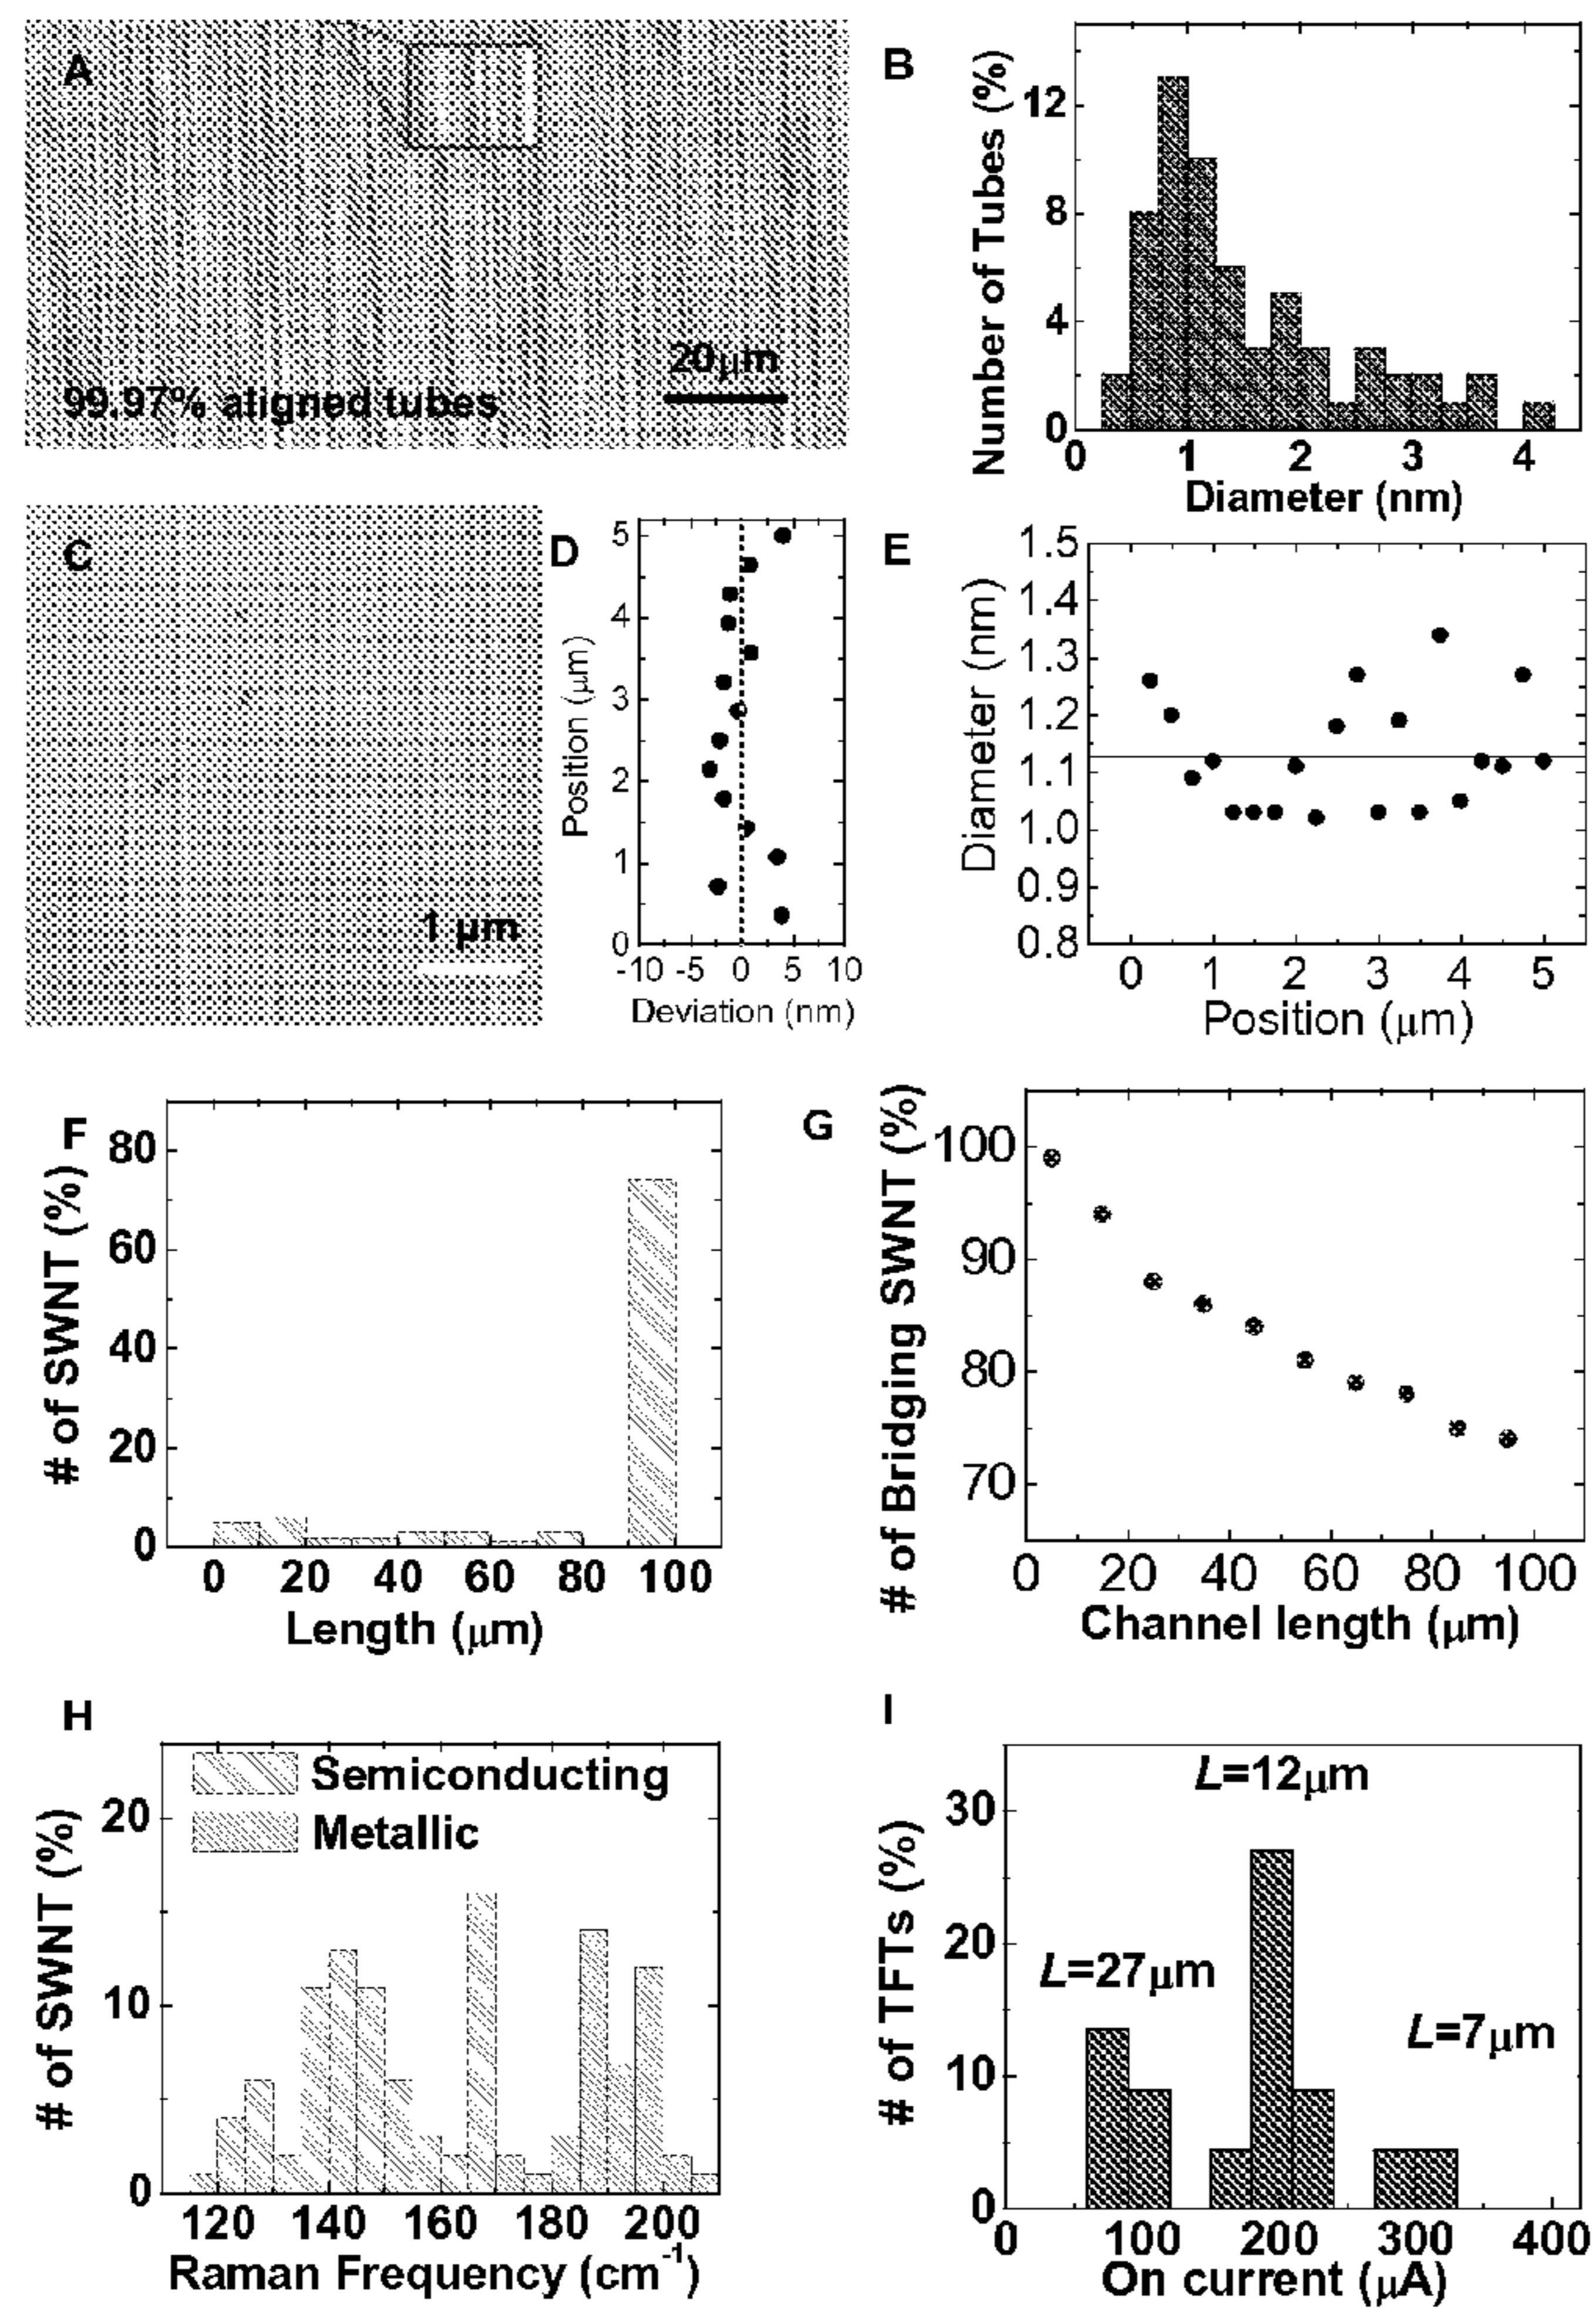 A
20μm
99.97% aligned tubes
B
Number of Tubes (%)
12
8
4
0
0 1 2 3 4
Diameter (nm)
C
1 μm
D
Position (μm)
5
4
3
2
1
0
-10 -5 0 5 10
Deviation (nm)
E
Diameter (nm)
1.5
1.4
1.3
1.2
1.1
1.0
0.9
0.8
0 1 2 3 4 5
Position (μm)
F
# of SWNT (%)
80
60
40
20
0
0 20 40 60 80 100
Length (μm)
G
# of Bridging SWNT (%)
100
90
80
70
0 20 40 60 80 100
Channel length (μm)
H
Semiconducting
Metallic
# of SWNT (%)
20
10
0
120 140 160 180 200
Raman Frequency (cm⁻¹)
I
L=12μm
L=27μm
L=7μm
# of TFTs (%)
30
20
10
0
0 100 200 300 400
On current (μA)